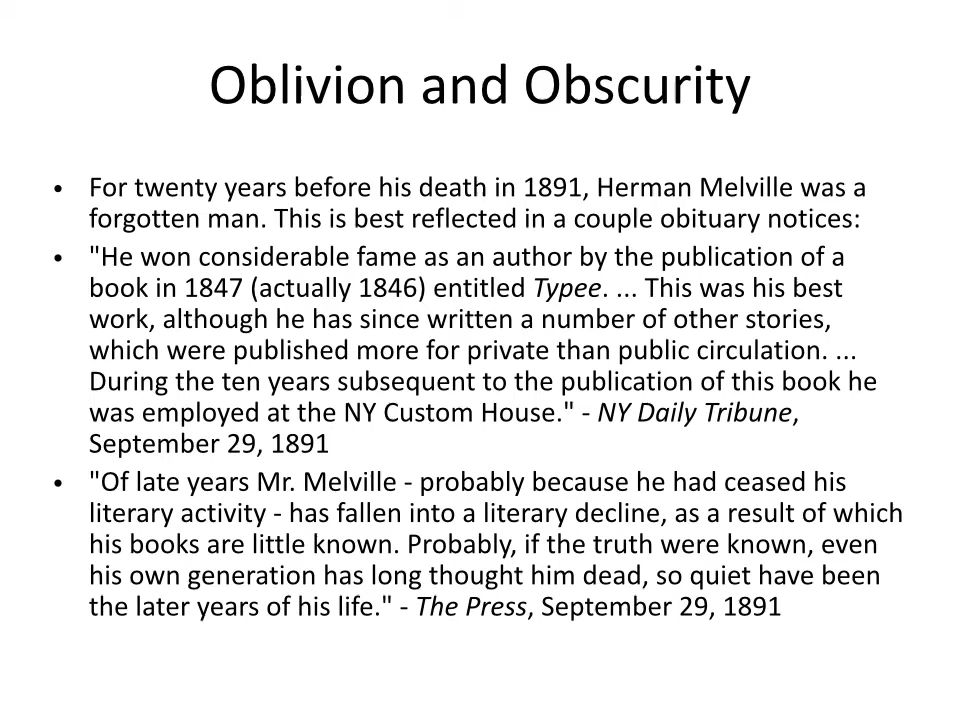 Oblivion and Obscurity
• For twenty years before his death in 1891, Herman Melville was a
forgotten man. This is best reflected in a couple obituary notices:
• "He won considerable fame as an author by the publication of a
book in 1847 (actually 1846) entitled Typee. ... This was his best
work, although he has since written a number of other stories,
which were published more for private than public circulation. ...
During the ten years subsequent to the publication of this book he
was employed at the NY Custom House." - NY Daily Tribune,
September 29, 1891
• "Of late years Mr. Melville - probably because he had ceased his
literary activity - has fallen into a literary decline, as a result of which
his books are little known. Probably, if the truth were known, even
his own generation has long thought him dead, so quiet have been
the later years of his life." - The Press, September 29, 1891